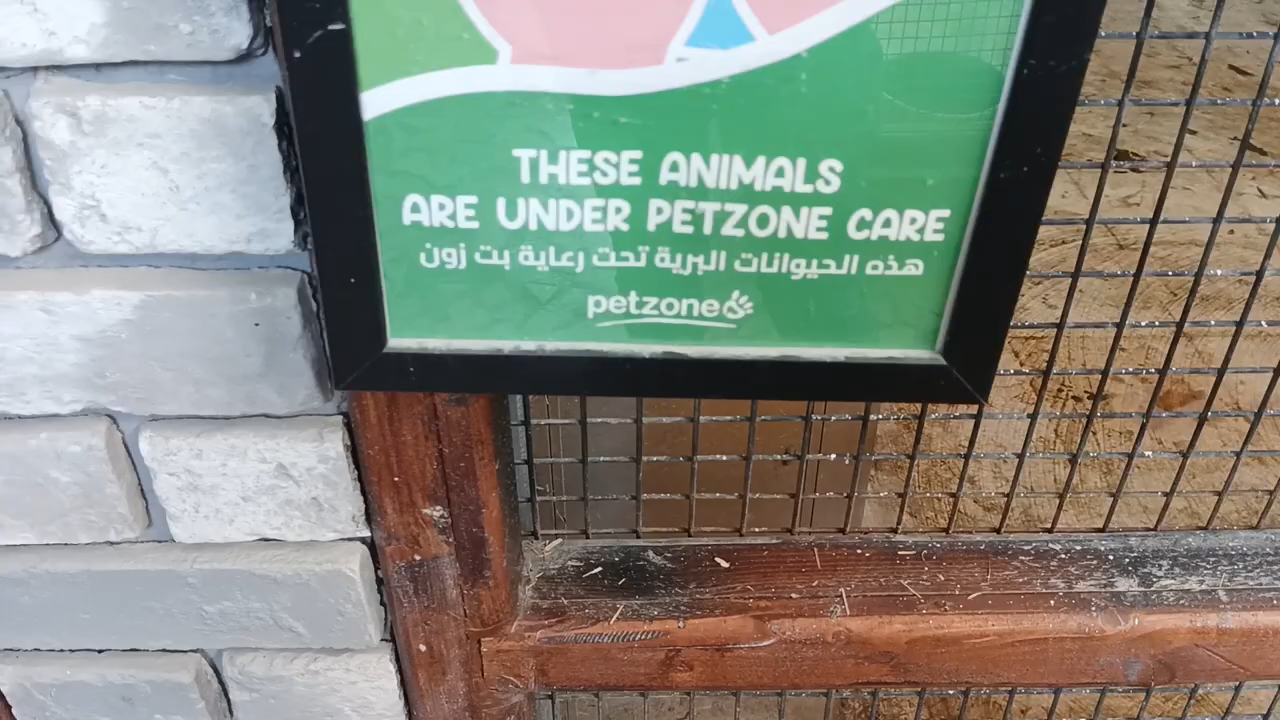 THESE ANIMALS
ARE UNDER PETZONE CARE
هذه الحيوانات البرية تحت رعاية بت زون
petzone